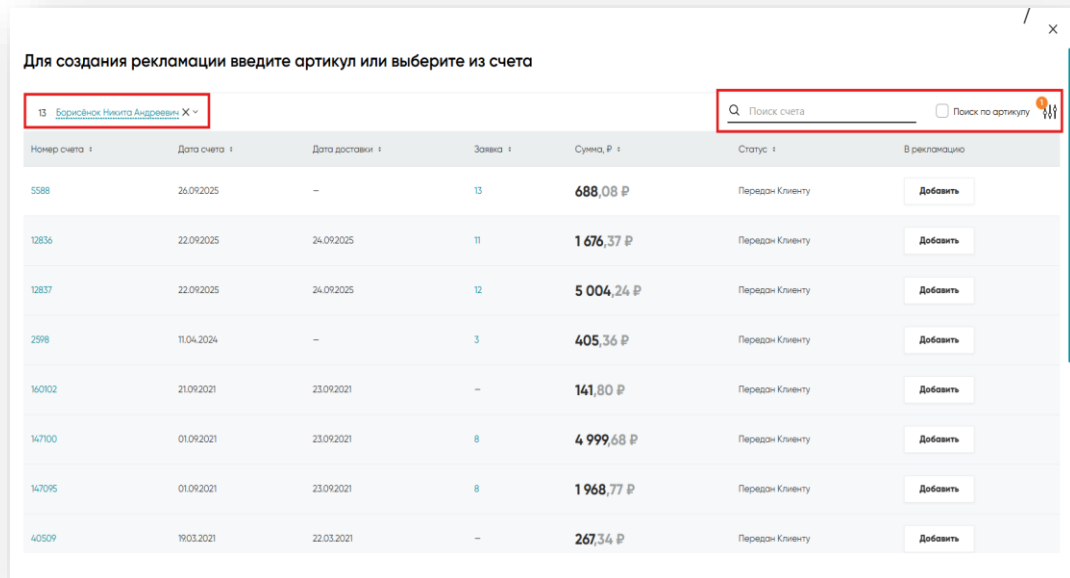 /
Для создания рекламации введите артикул или выберите из счета
13 Борисёнок Никита Андреевич
Поиск счета
Поиск по артикулу
1
Номер счета Дата счета Дата доставки Заявка Сумма, ₽ Статус В рекламацию
5588 26.09.2025 – 13 688,08 ₽ Передан Клиенту Добавить
12836 22.09.2025 24.09.2025 11 1 676,37 ₽ Передан Клиенту Добавить
12837 22.09.2025 24.09.2025 12 5 004,24 ₽ Передан Клиенту Добавить
2598 11.04.2024 – 3 405,36 ₽ Передан Клиенту Добавить
160102 21.09.2021 23.09.2021 – 141,80 ₽ Передан Клиенту Добавить
147100 01.09.2021 23.09.2021 8 4 999,68 ₽ Передан Клиенту Добавить
147095 01.09.2021 23.09.2021 8 1 968,77 ₽ Передан Клиенту Добавить
40509 19.03.2021 22.03.2021 – 267,34 ₽ Передан Клиенту Добавить